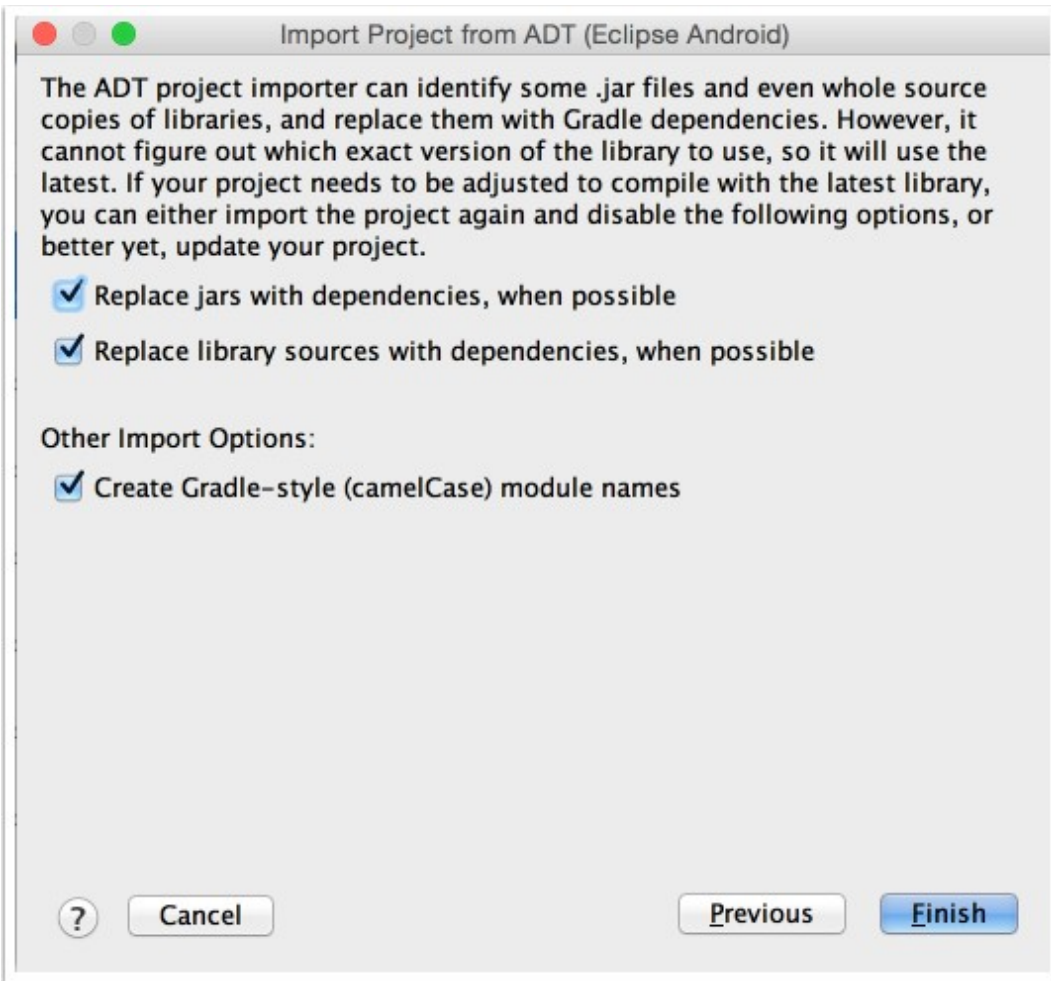 Import Project from ADT (Eclipse Android)
The ADT project importer can identify some .jar files and even whole source
copies of libraries, and replace them with Gradle dependencies. However, it
cannot figure out which exact version of the library to use, so it will use the
latest. If your project needs to be adjusted to compile with the latest library,
you can either import the project again and disable the following options, or
better yet, update your project.
Replace jars with dependencies, when possible
Replace library sources with dependencies, when possible
Other Import Options:
Create Gradle-style (camelCase) module names
? Cancel Previous Finish